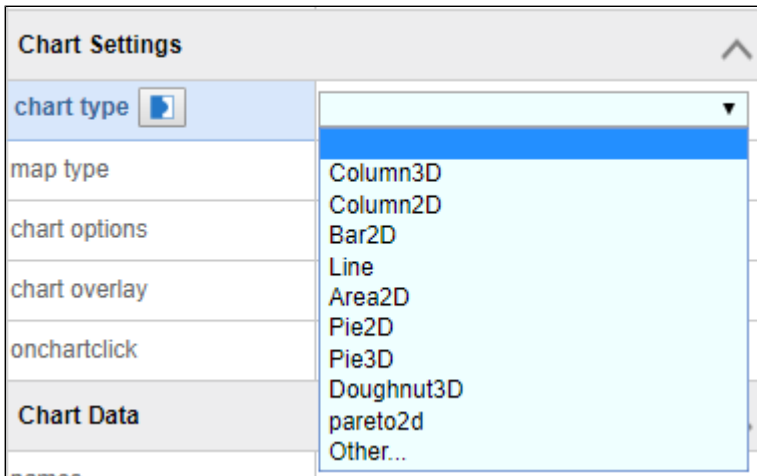 Chart Settings
chart type
map type
chart options
chart overlay
onchartclick
Chart Data
Column3D
Column2D
Bar2D
Line
Area2D
Pie2D
Pie3D
Doughnut3D
pareto2d
Other...